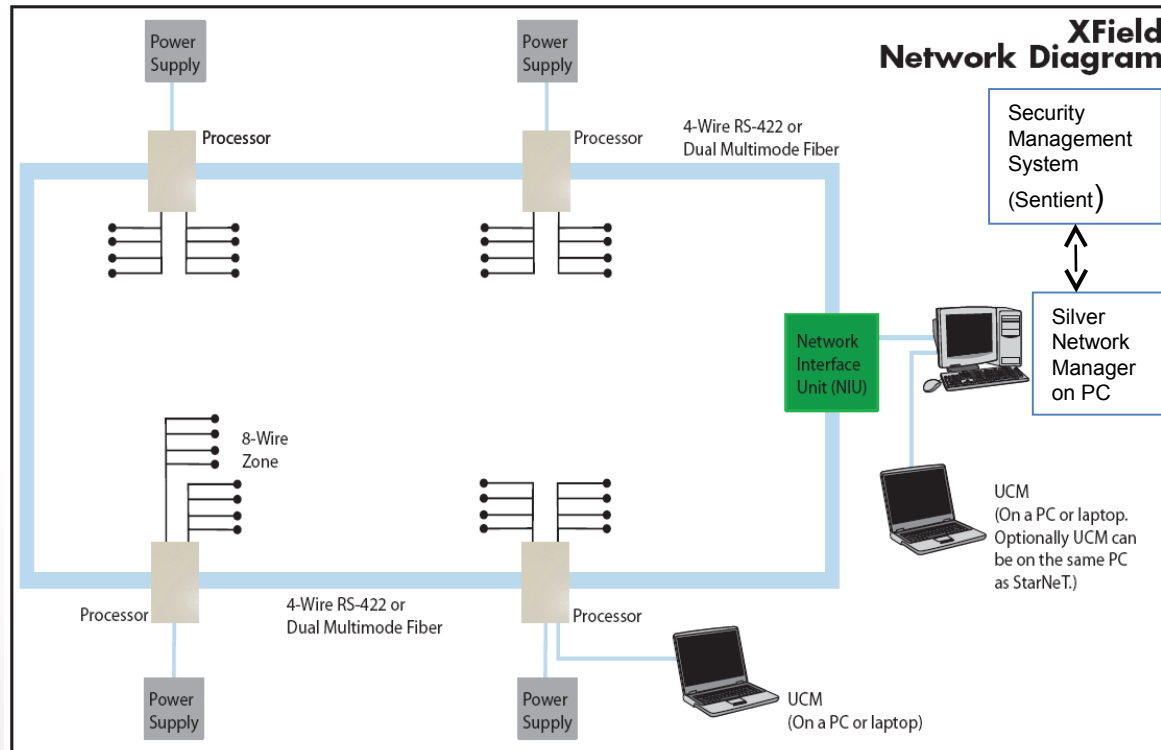 XField
Network Diagram
Power
Supply
Power
Supply
Processor
Processor
4-Wire RS-422 or
Dual Multimode Fiber
Security
Management
System
(Sentient)
Network
Interface
Unit (NIU)
Silver
Network
Manager
on PC
8-Wire
Zone
UCM
(On a PC or laptop.
Optionally UCM can
be on the same PC
as StarNeT.)
Processor
4-Wire RS-422 or
Dual Multimode Fiber
Processor
Power
Supply
Power
Supply
UCM
(On a PC or laptop)